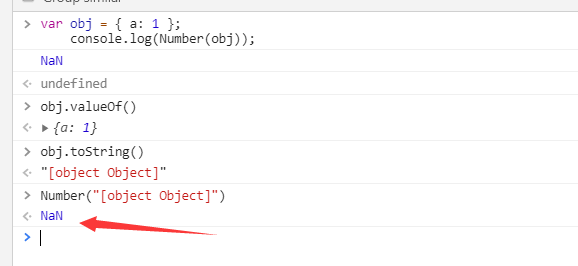 Group similar
> var obj = { a: 1 };
console.log(Number(obj));
NaN
undefined
> obj.valueOf()
▶ {a: 1}
> obj.toString()
"[object Object]"
> Number("[object Object]")
NaN
>